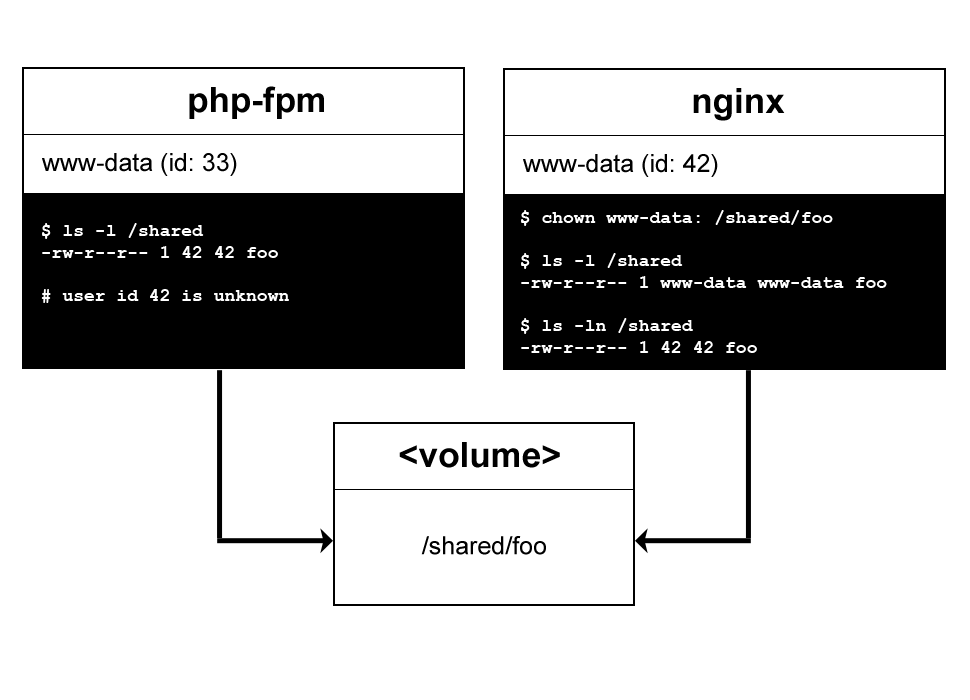 php-fpm
www-data (id: 33)
$ ls -l /shared
-rw-r--r-- 1 42 42 foo
# user id 42 is unknown
nginx
www-data (id: 42)
$ chown www-data: /shared/foo
$ ls -l /shared
-rw-r--r-- 1 www-data www-data foo
$ ls -ln /shared
-rw-r--r-- 1 42 42 foo
<volume>
/shared/foo